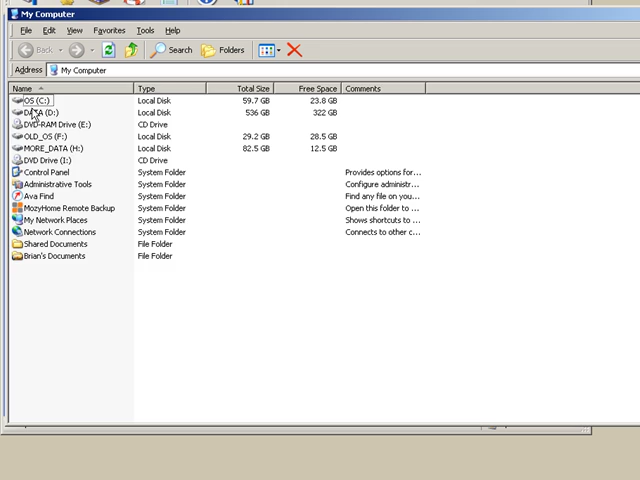 My Computer
File Edit View Favorites Tools Help
Back Search Folders
Address My Computer
Name Type Total Size Free Space Comments
OS (C:) Local Disk 59.7 GB 23.8 GB
DATA (D:) Local Disk 536 GB 322 GB
DVD-RAM Drive (E:) CD Drive
OLD_OS (F:) Local Disk 29.2 GB 28.5 GB
MORE_DATA (H:) Local Disk 82.5 GB 12.5 GB
DVD Drive (I:) CD Drive
Control Panel System Folder Provides options for...
Administrative Tools System Folder Configure administr...
Ava Find System Folder Find any file on you...
MozyHome Remote Backup System Folder Open this folder to ...
My Network Places System Folder Shows shortcuts to ...
Network Connections System Folder Connects to other c...
Shared Documents File Folder
Brian's Documents File Folder